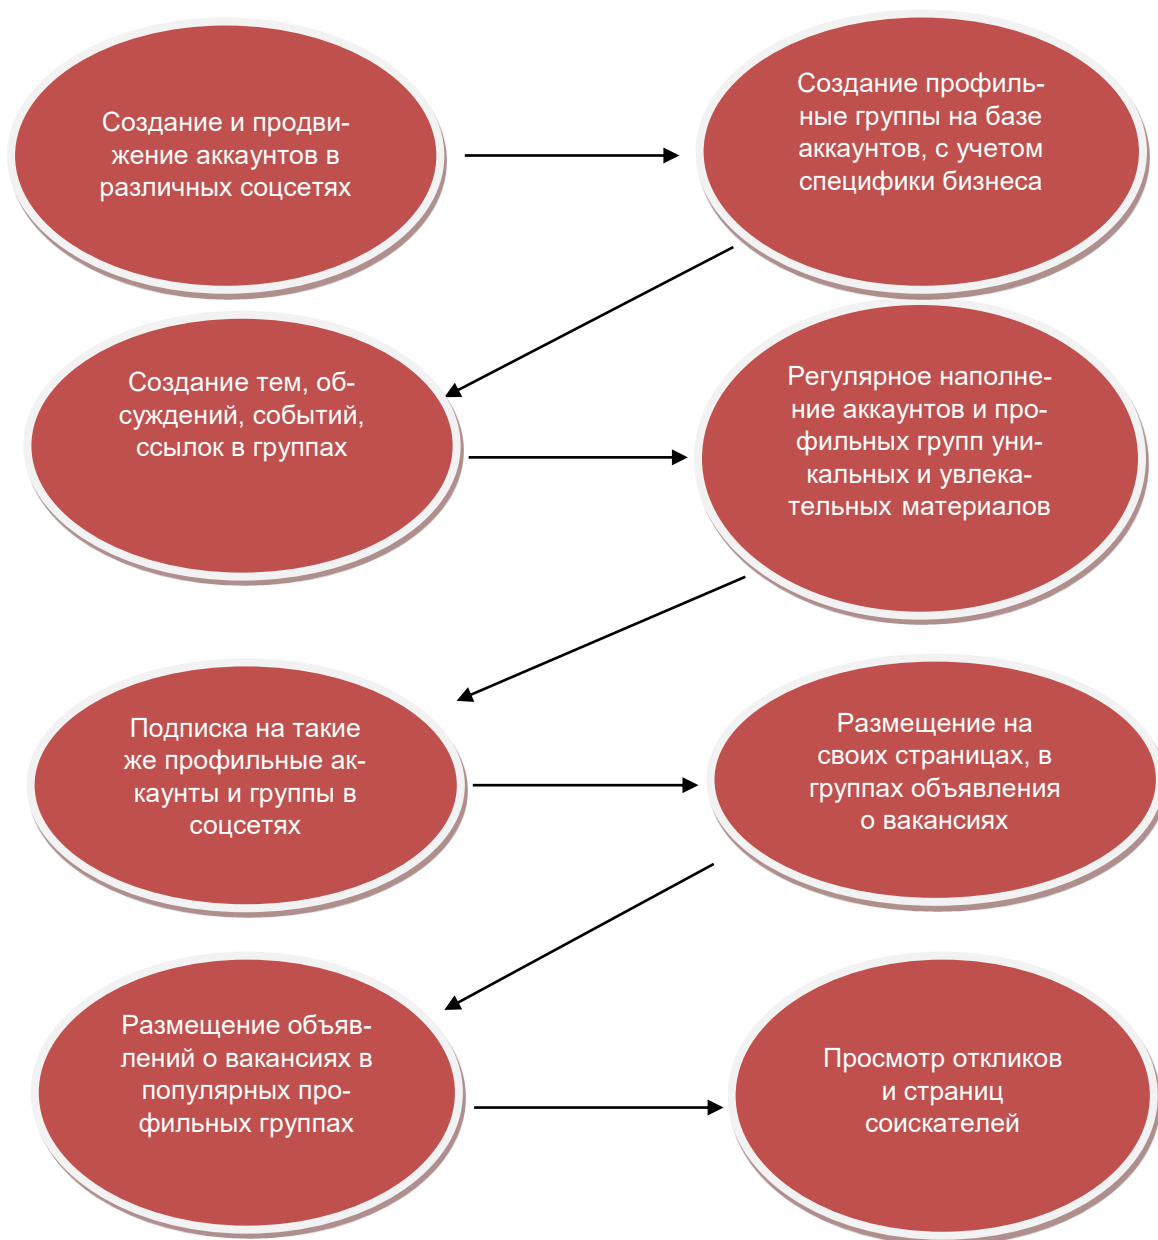 Создание и продви-
жение аккаунтов в
различных соцсетях
Создание профиль-
ные группы на базе
аккаунтов, с учетом
специфики бизнеса
Создание тем, об-
суждений, событий,
ссылок в группах
Регулярное наполне-
ние аккаунтов и про-
фильных групп уни-
кальных и увлека-
тельных материалов
Подписка на такие
же профильные ак-
каунты и группы в
соцсетях
Размещение на
своих страницах, в
группах объявления
о вакансиях
Размещение объяв-
лений о вакансиях в
популярных про-
фильных группах
Просмотр откликов
и страниц
соискателей